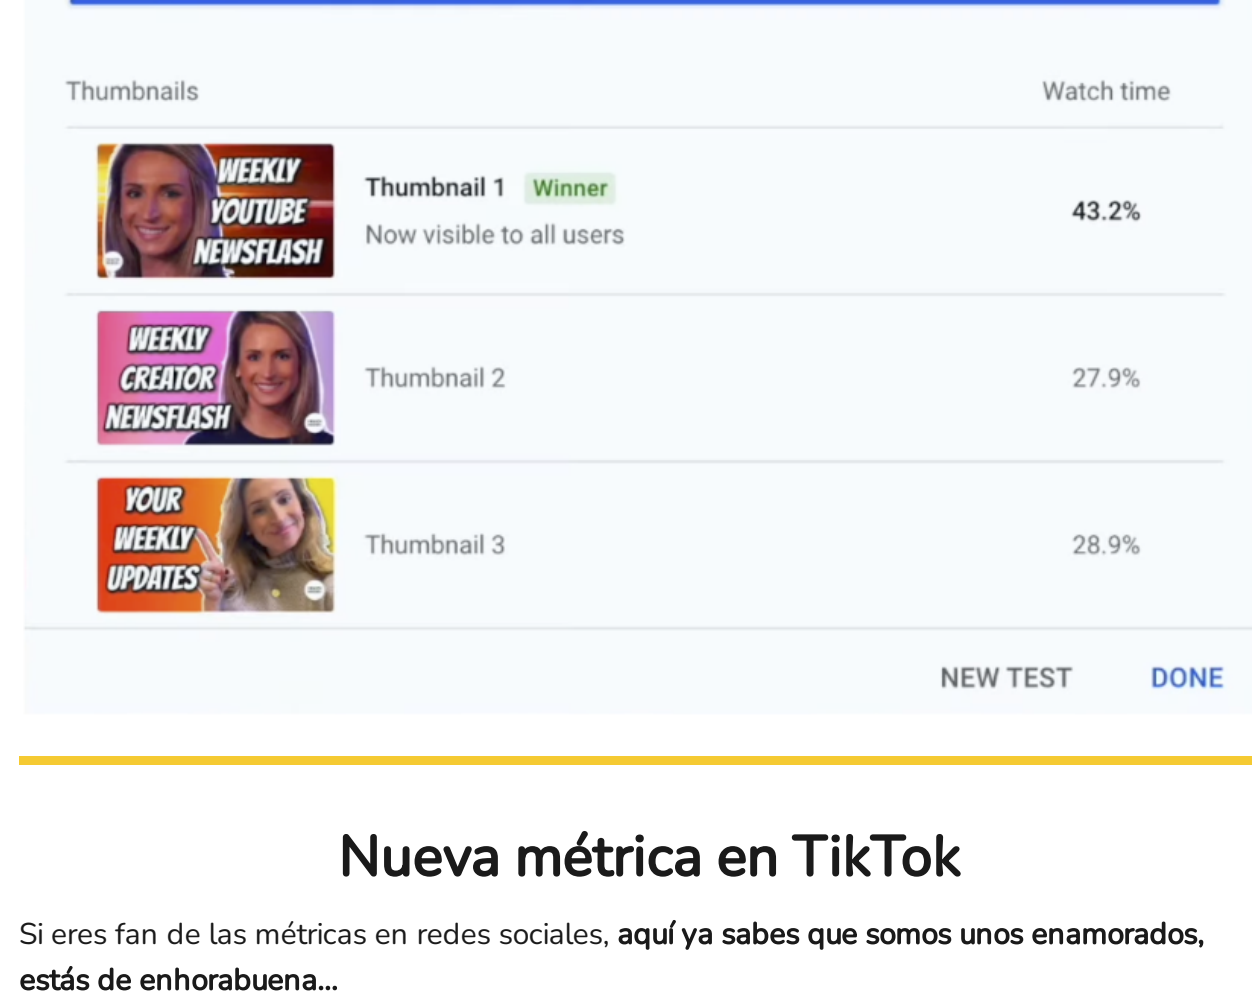 Thumbnails Watch time
WEEKLY
YOUTUBE
NEWSFLASH
Thumbnail 1 Winner
Now visible to all users
43.2%
WEEKLY
CREATOR
NEWSFLASH
Thumbnail 2
27.9%
YOUR
WEEKLY
UPDATES
Thumbnail 3
28.9%
NEW TEST DONE
Nueva métrica en TikTok
Si eres fan de las métricas en redes sociales, aquí ya sabes que somos unos enamorados,
estás de enhorabuena...